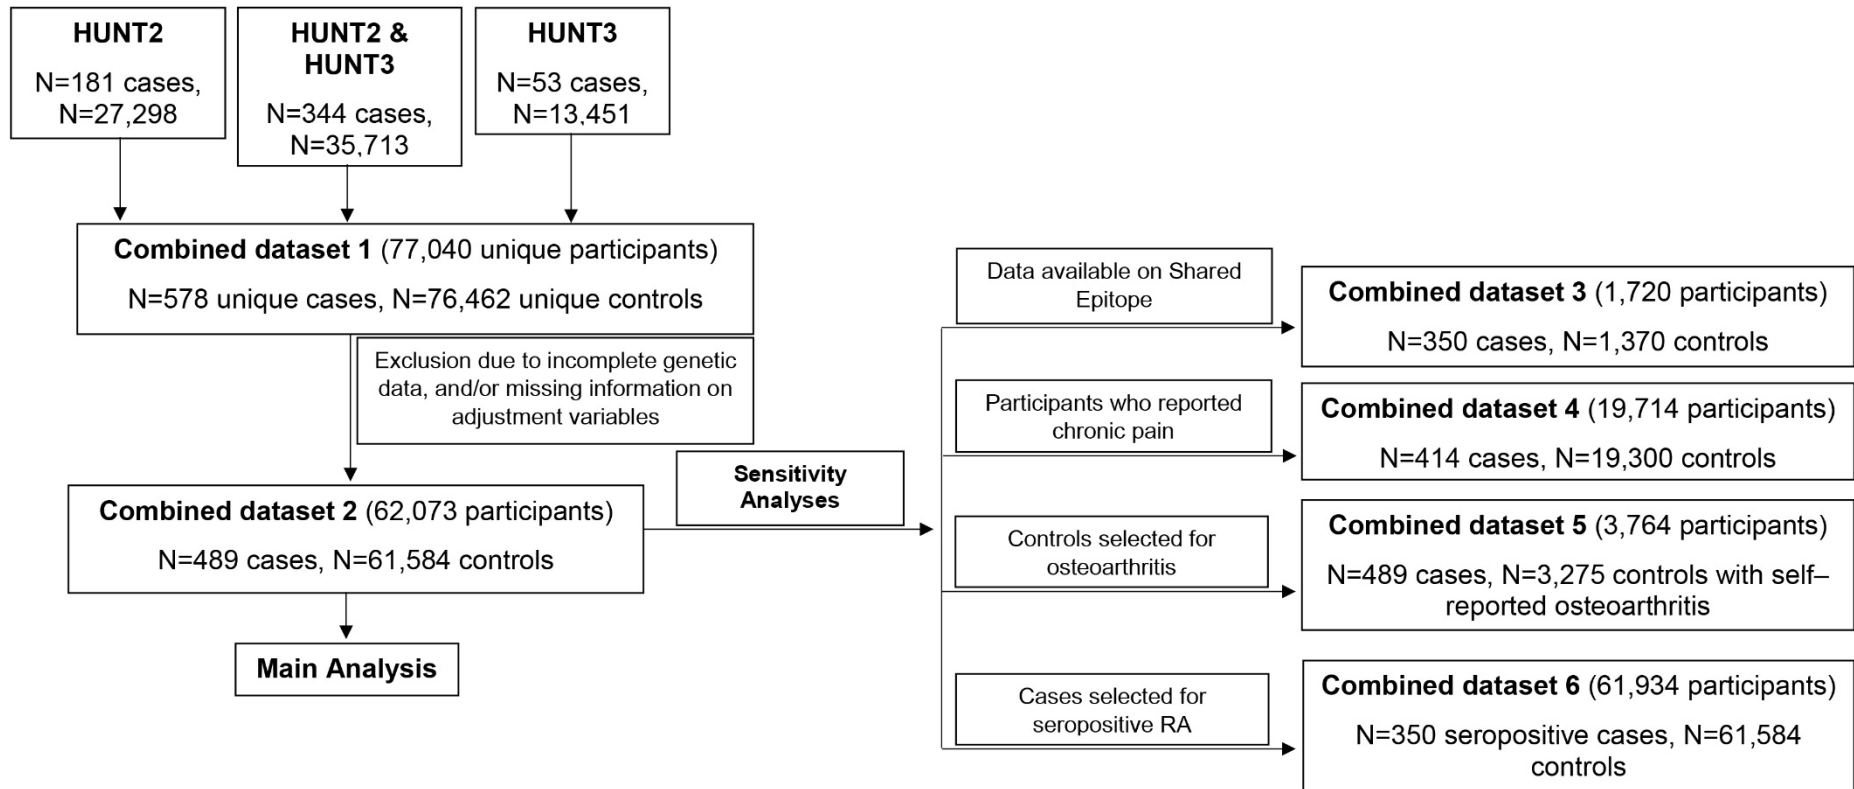 HUNT2
N=181 cases,
N=27,298
HUNT2 &
HUNT3
N=344 cases,
N=35,713
HUNT3
N=53 cases,
N=13,451
Combined dataset 1 (77,040 unique participants)
N=578 unique cases, N=76,462 unique controls
Exclusion due to incomplete genetic
data, and/or missing information on
adjustment variables
Combined dataset 2 (62,073 participants)
N=489 cases, N=61,584 controls
Main Analysis
Sensitivity
Analyses
Data available on Shared
Epitope
Combined dataset 3 (1,720 participants)
N=350 cases, N=1,370 controls
Participants who reported
chronic pain
Combined dataset 4 (19,714 participants)
N=414 cases, N=19,300 controls
Controls selected for
osteoarthritis
Combined dataset 5 (3,764 participants)
N=489 cases, N=3,275 controls with self–
reported osteoarthritis
Cases selected for
seropositive RA
Combined dataset 6 (61,934 participants)
N=350 seropositive cases, N=61,584
controls